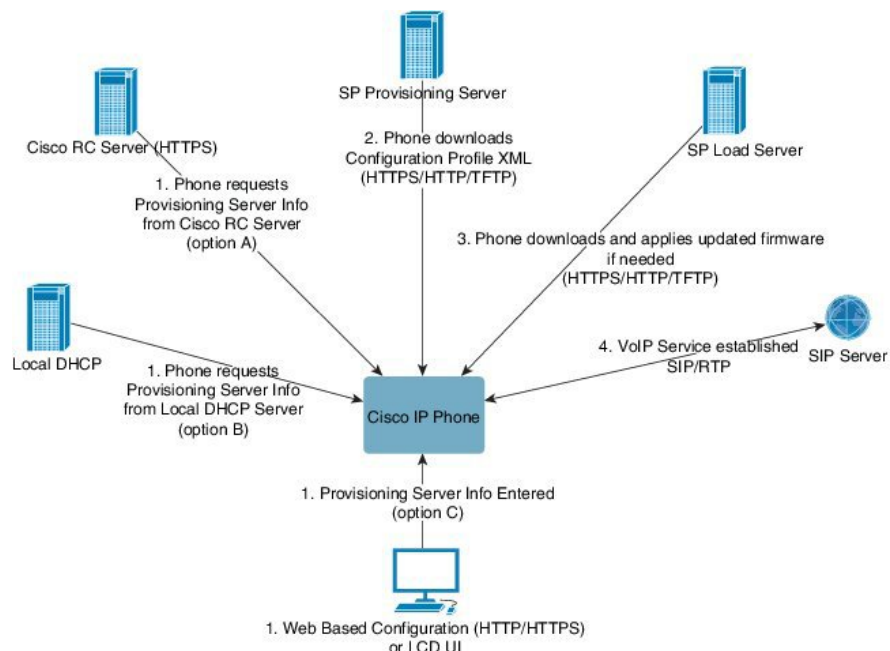 SP Provisioning Server
Cisco RC Server (HTTPS)
SP Load Server
2. Phone downloads
Configuration Profile XML
(HTTPS/HTTP/TFTP)
1. Phone requests
Provisioning Server Info
from Cisco RC Server
(option A)
3. Phone downloads and applies updated firmware
if needed
(HTTPS/HTTP/TFTP)
Local DHCP
1. Phone requests
Provisioning Server Info
from Local DHCP Server
(option B)
4. VoIP Service established
SIP/RTP
SIP Server
Cisco IP Phone
1. Provisioning Server Info Entered
(option C)
1. Web Based Configuration (HTTP/HTTPS)
or LCD UI